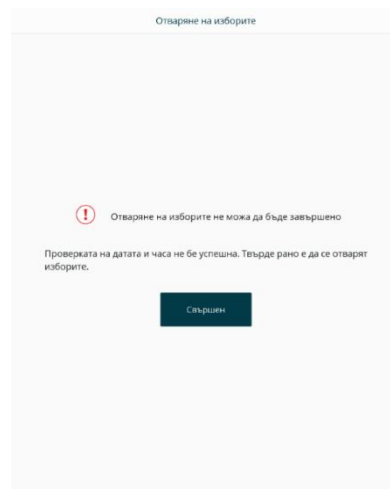 Отваряне на изборите
Отваряне на изборите не можа да бъде завършено
Проверката на датата и часа не бе успешна. Твърде рано е да се отварят
изборите.
Свършен